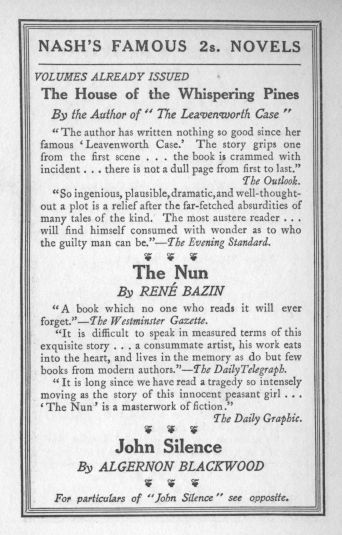 NASH'S FAMOUS 2s. NOVELS
VOLUMES ALREADY ISSUED
The House of the Whispering Pines
By the Author of "The Leavenworth Case"
"The author has written nothing so good since her
famous 'Leavenworth Case.' The story grips one
from the first scene . . . the book is crammed with
incident . . . there is not a dull page from first to last."
The Outlook.
"So ingenious, plausible, dramatic, and well-thought-
out a plot is a relief after the far-fetched absurdities of
many tales of the kind. The most austere reader . . .
will find himself consumed with wonder as to who
the guilty man can be."—The Evening Standard.
The Nun
By RENÉ BAZIN
"A book which no one who reads it will ever
forget."—The Westminster Gazette.
"It is difficult to speak in measured terms of this
exquisite story . . . a consummate artist, his work eats
into the heart, and lives in the memory as do but few
books from modern authors."—The Daily Telegraph.
"It is long since we have read a tragedy so intensely
moving as the story of this innocent peasant girl . . .
'The Nun' is a masterwork of fiction."
The Daily Graphic.
John Silence
By ALGERNON BLACKWOOD
For particulars of "John Silence" see opposite.